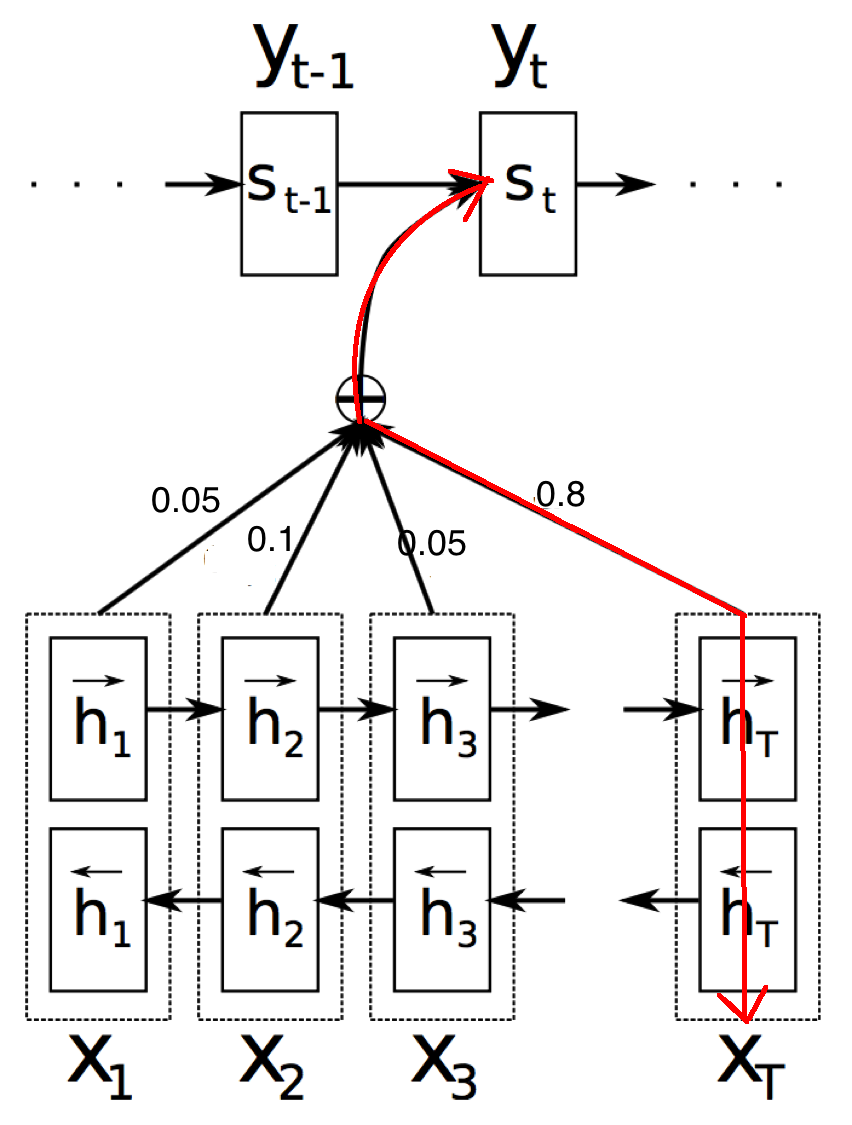 y_{t-1} y_t
. . . s_{t-1} s_t . . .
0.05 0.1 0.05 0.8
h_1 h_2 h_3 h_T
h_1 h_2 h_3 h_T
x_1 x_2 x_3 x_T